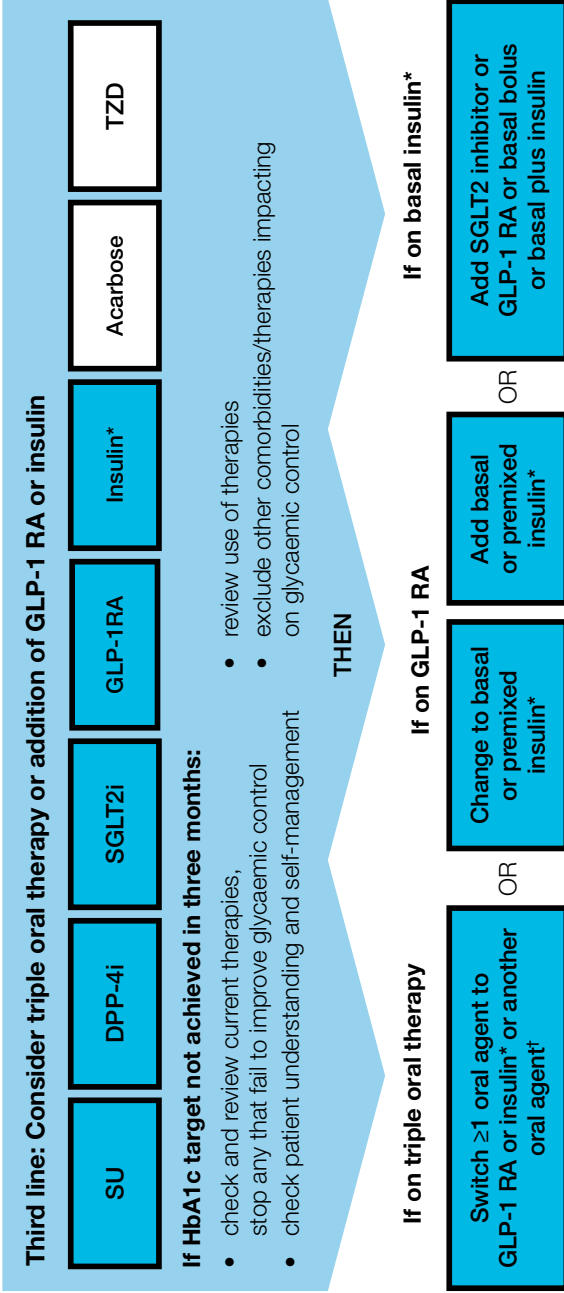 Third line: Consider triple oral therapy or addition of GLP-1 RA or insulin
SU
DPP-4i
SGLT2i
GLP-1RA
Insulin*
Acarbose
TZD
If HbA1c target not achieved in three months:
• check and review current therapies,
stop any that fail to improve glycaemic control
• check patient understanding and self-management
• review use of therapies
• exclude other comorbidities/therapies impacting
on glycaemic control
THEN
If on triple oral therapy
Switch ≥1 oral agent to
GLP-1 RA or insulin* or another
oral agent†
OR
If on GLP-1 RA
Change to basal
or premixed
insulin*
Add basal
or premixed
insulin*
OR
If on basal insulin*
Add SGLT2 inhibitor or
GLP-1 RA or basal bolus
or basal plus insulin